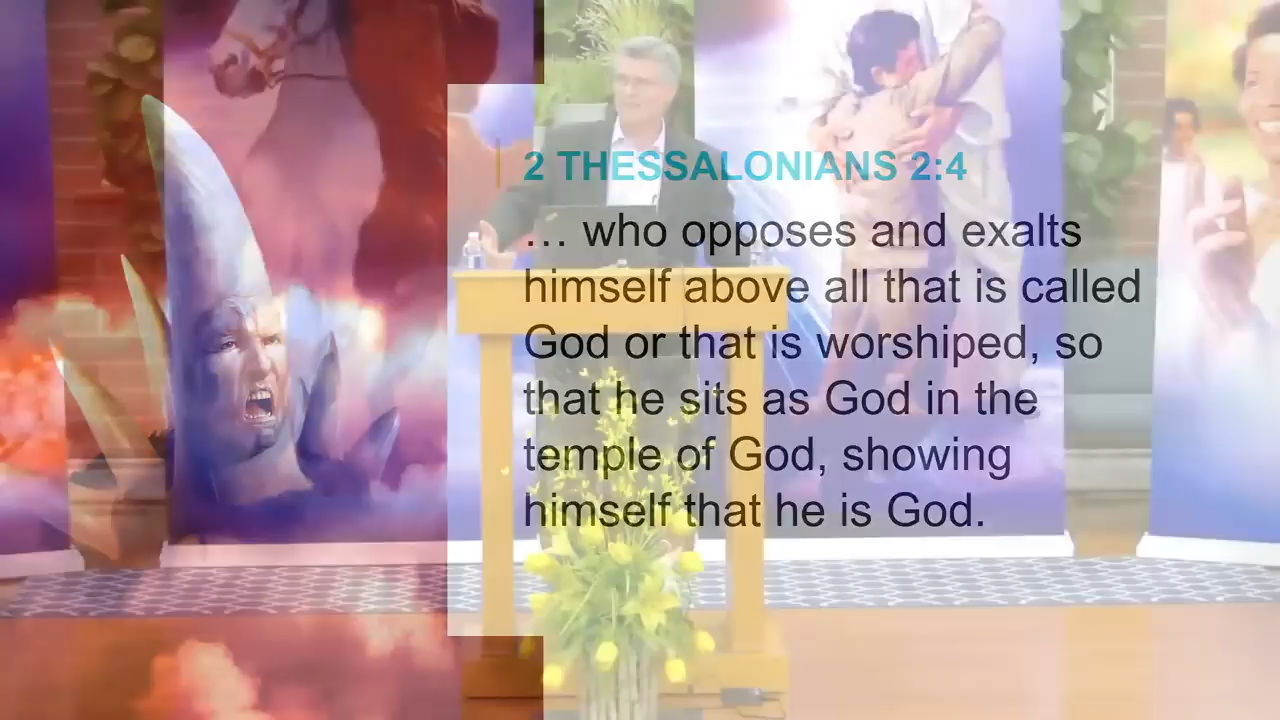 2 THESSALONIANS 2:4
… who opposes and exalts
himself above all that is called
God or that is worshiped, so
that he sits as God in the
temple of God, showing
himself that he is God.